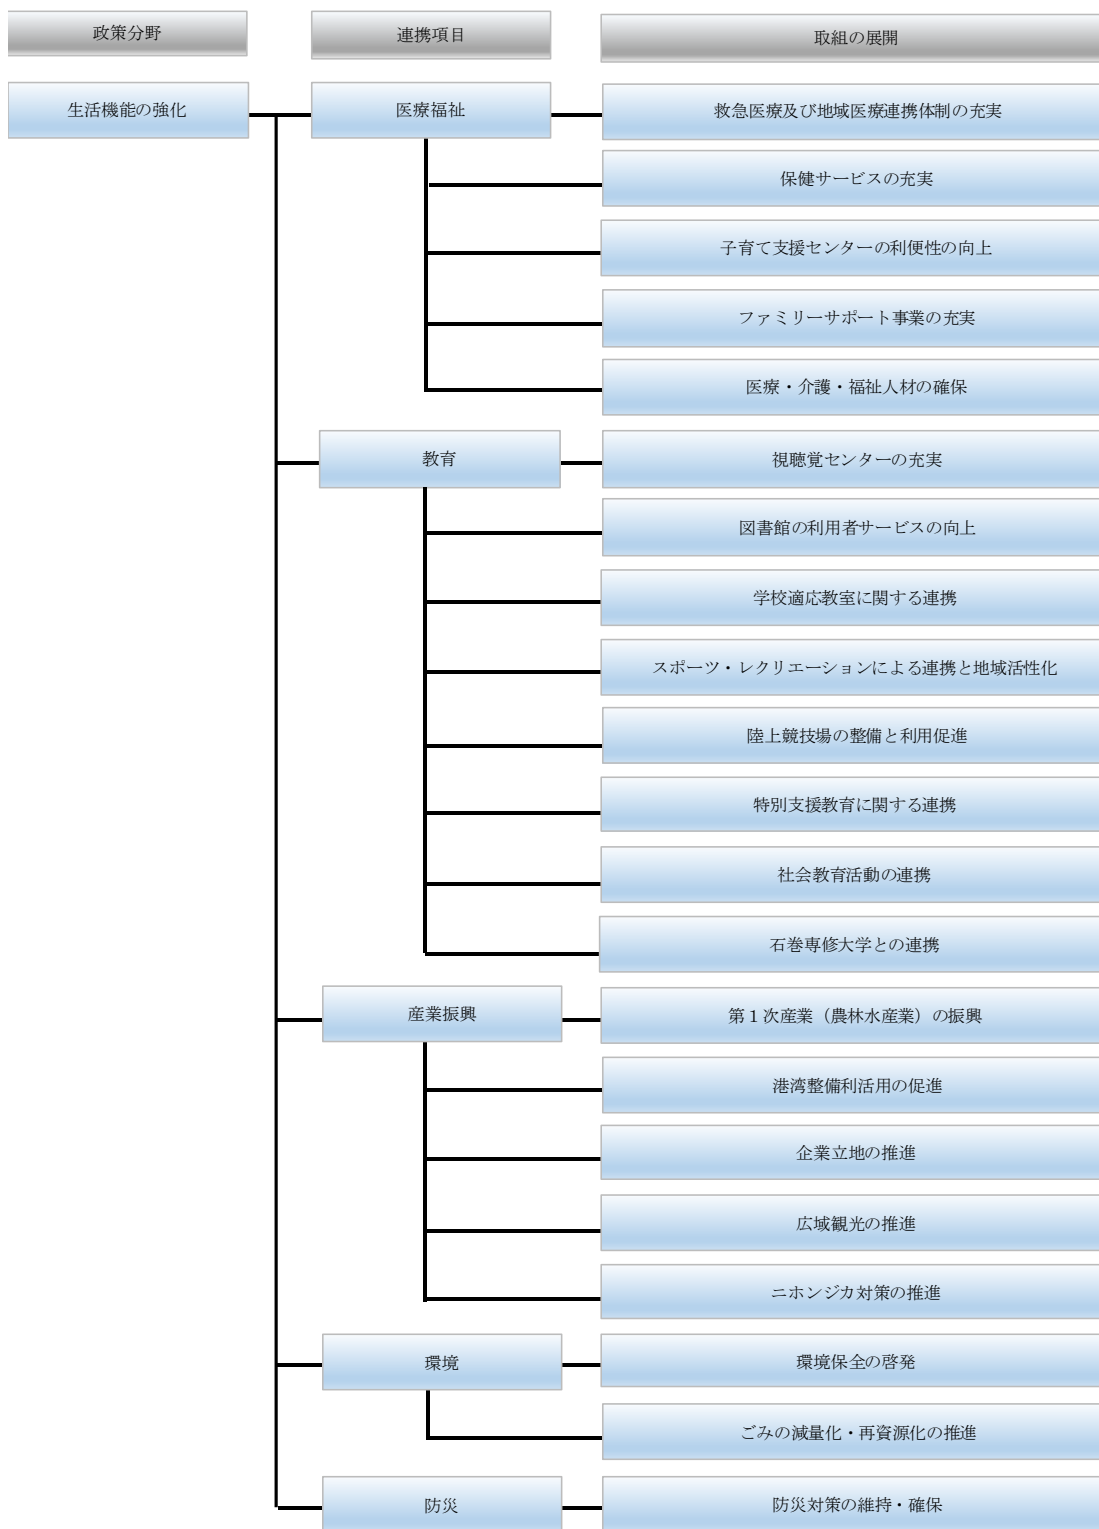 政策分野
連携項目
取組の展開
生活機能の強化
医療福祉
救急医療及び地域医療連携体制の充実
保健サービスの充実
子育て支援センターの利便性の向上
ファミリーサポート事業の充実
医療・介護・福祉人材の確保
教育
視聴覚センターの充実
図書館の利用者サービスの向上
学校適応教室に関する連携
スポーツ・レクリエーションによる連携と地域活性化
陸上競技場の整備と利用促進
特別支援教育に関する連携
社会教育活動の連携
石巻専修大学との連携
産業振興
第1次産業（農林水産業）の振興
港湾整備利活用の促進
企業立地の推進
広域観光の推進
ニホンジカ対策の推進
環境
環境保全の啓発
ごみの減量化・再資源化の推進
防災
防災対策の維持・確保